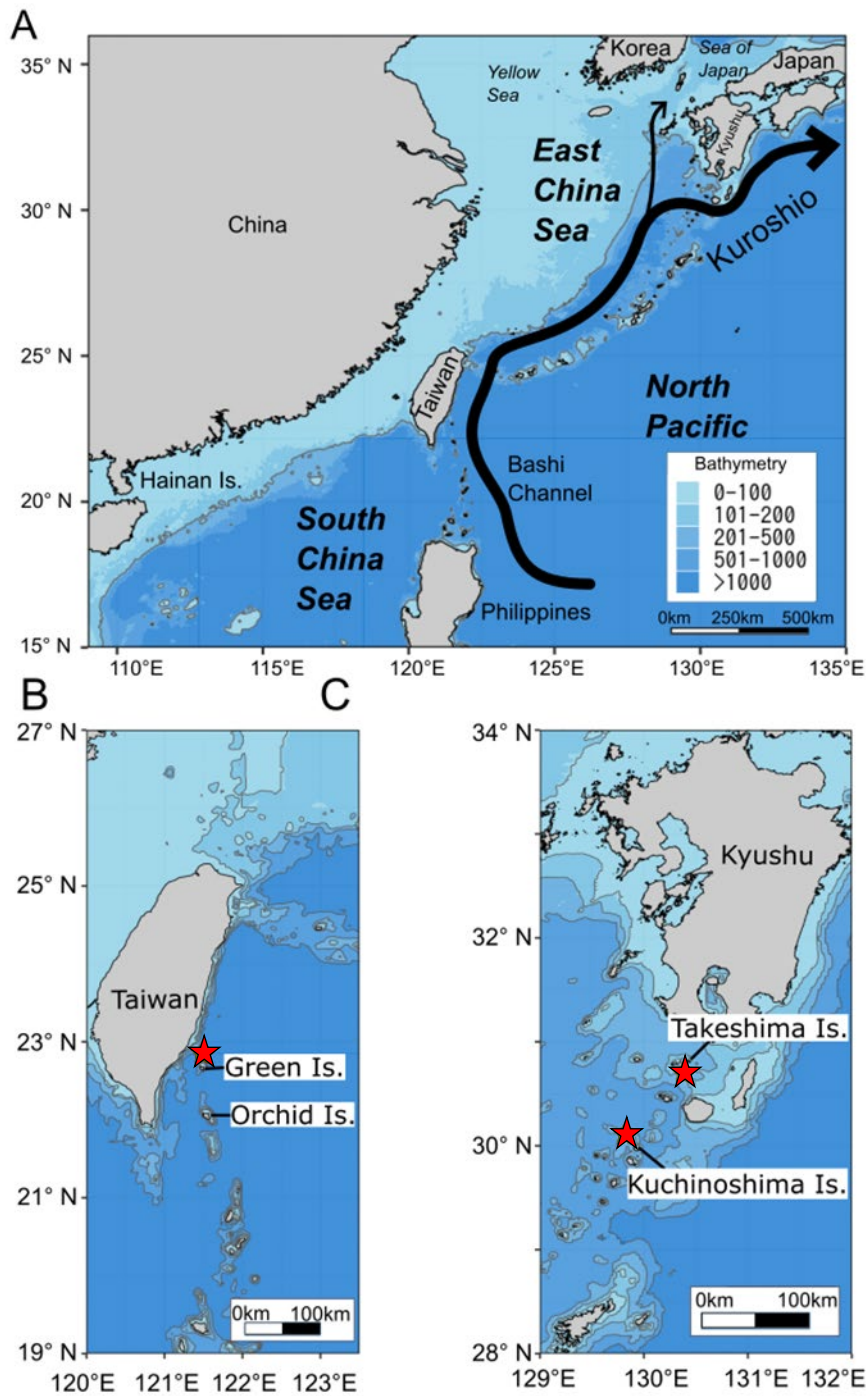 A
35° N
30° N
25° N
20° N
15° N
110°E
115°E
120°E
125°E
130°E
135°E
Korea
Sea of
Japan
Japan
Yellow
Sea
Kyushu
East
China
Sea
China
Kuroshio
Taiwan
North
Pacific
Bashi
Channel
Hainan Is.
South
China
Sea
Philippines
Bathymetry
0-100
101-200
201-500
501-1000
>1000
0km 250km 500km
B
27° N
25° N
23° N
21° N
19° N
120°E
121°E
122°E
123°E
Taiwan
Green Is.
Orchid Is.
0km 100km
C
34° N
32° N
30° N
28° N
129°E
130°E
131°E
132°E
Kyushu
Takeshima Is.
Kuchinoshima Is.
0km 100km